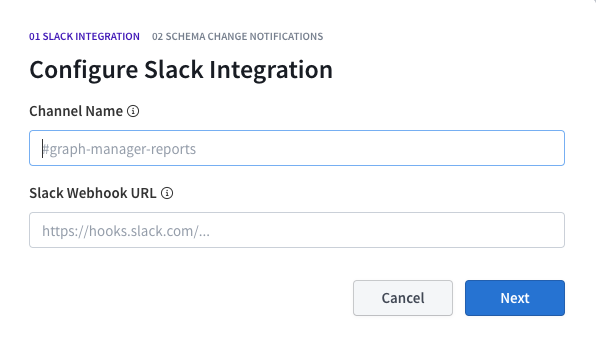 01 SLACK INTEGRATION 02 SCHEMA CHANGE NOTIFICATIONS
Configure Slack Integration
Channel Name
#graph-manager-reports
Slack Webhook URL
https://hooks.slack.com/...
Cancel Next